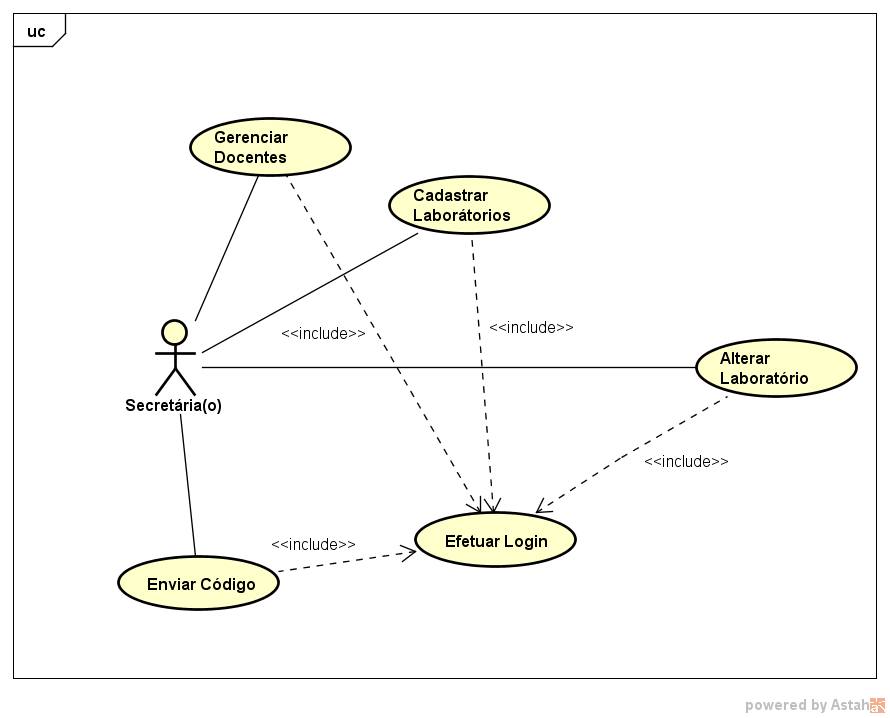 uc
Gerenciar
Docentes
Cadastrar
Laborátorios
<<include>>
<<include>>
Alterar
Laboratório
Secretária(o)
<<include>>
<<include>>
Efetuar Login
Enviar Código
powered by Astah